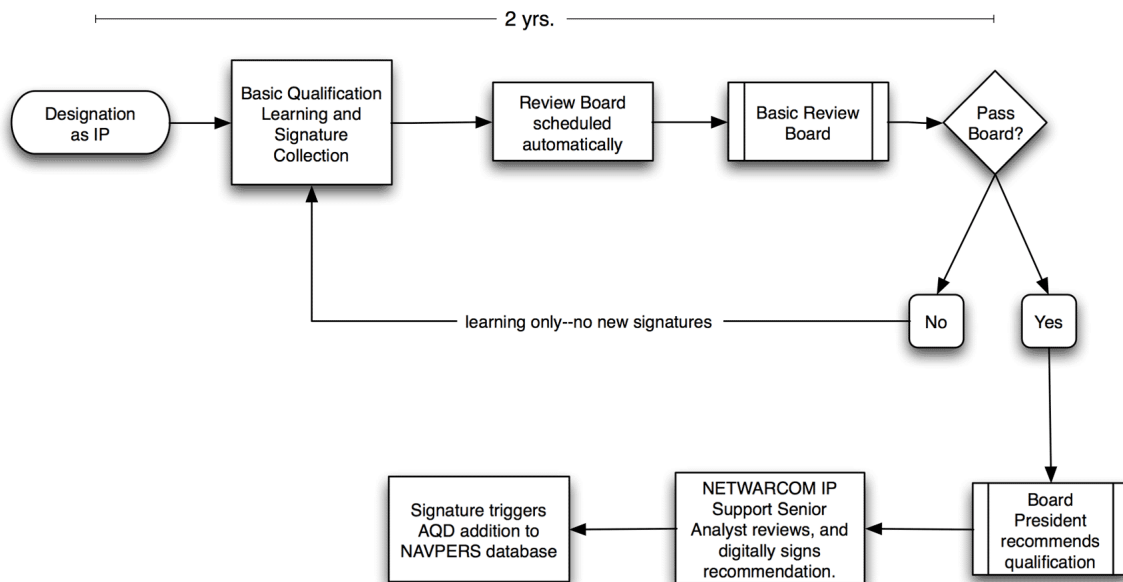 2 yrs.
Designation
as IP
Basic Qualification
Learning and
Signature
Collection
Review Board
scheduled
automatically
Basic Review
Board
Pass
Board?
learning only--no new signatures
No
Yes
Board
President
recommends
qualification
NETWARCOM IP
Support Senior
Analyst reviews, and
digitally signs
recommendation.
Signature triggers
AQD addition to
NAVPERS database